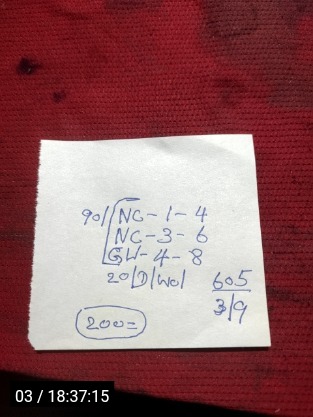 90/ NC-1-4
NC-3-6
GW-4-8
20/D/WO/
605
3/9
200=
03 / 18:37:15